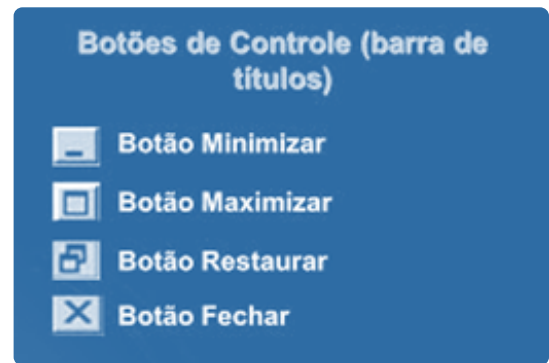 Botões de Controle (barra de
títulos)
Botão Minimizar
Botão Maximizar
Botão Restaurar
Botão Fechar